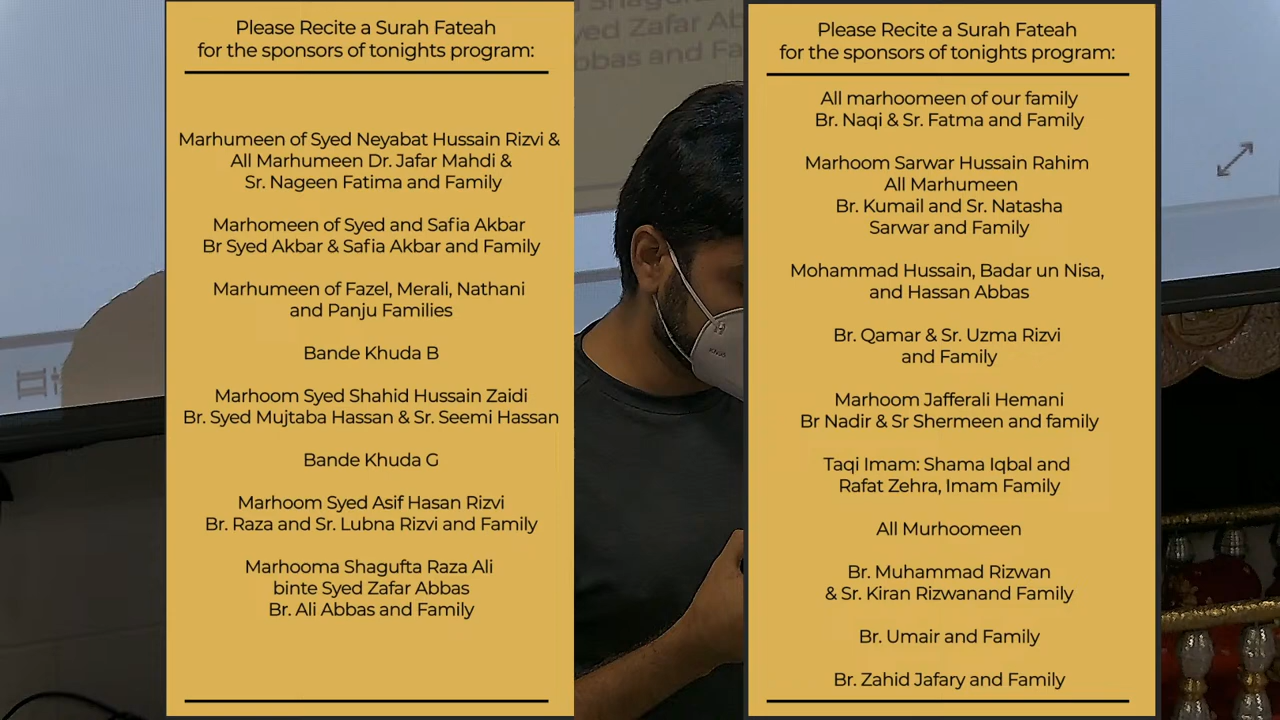 Please Recite a Surah Fateah
for the sponsors of tonights program:
Marhumeen of Syed Neyabat Hussain Rizvi &
All Marhumeen Dr. Jafar Mahdi &
Sr. Nageen Fatima and Family
Marhomeen of Syed and Safia Akbar
Br Syed Akbar & Safia Akbar and Family
Marhumeen of Fazel, Merali, Nathani
and Panju Families
Bande Khuda B
Marhoom Syed Shahid Hussain Zaidi
Br. Syed Mujtaba Hassan & Sr. Seemi Hassan
Bande Khuda G
Marhoom Syed Asif Hasan Rizvi
Br. Raza and Sr. Lubna Rizvi and Family
Marhooma Shagufta Raza Ali
binte Syed Zafar Abbas
Br. Ali Abbas and Family
yed Zafar Ab
bbas and Fa
Please Recite a Surah Fateah
for the sponsors of tonights program:
All marhoomeen of our family
Br. Naqi & Sr. Fatma and Family
Marhoom Sarwar Hussain Rahim
All Marhumeen
Br. Kumail and Sr. Natasha
Sarwar and Family
Mohammad Hussain, Badar un Nisa,
and Hassan Abbas
Br. Qamar & Sr. Uzma Rizvi
and Family
Marhoom Jafferali Hemani
Br Nadir & Sr Shermeen and family
Taqi Imam: Shama Iqbal and
Rafat Zehra, Imam Family
All Murhoomeen
Br. Muhammad Rizwan
& Sr. Kiran Rizwanand Family
Br. Umair and Family
Br. Zahid Jafary and Family